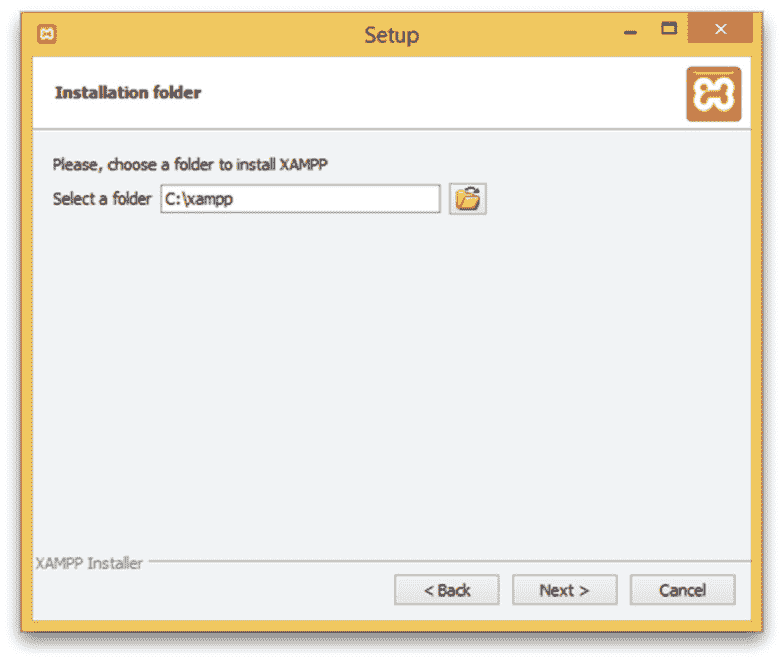 Setup
Installation folder
Please, choose a folder to install XAMPP
Select a folder C:\xampp
XAMPP Installer
< Back Next > Cancel